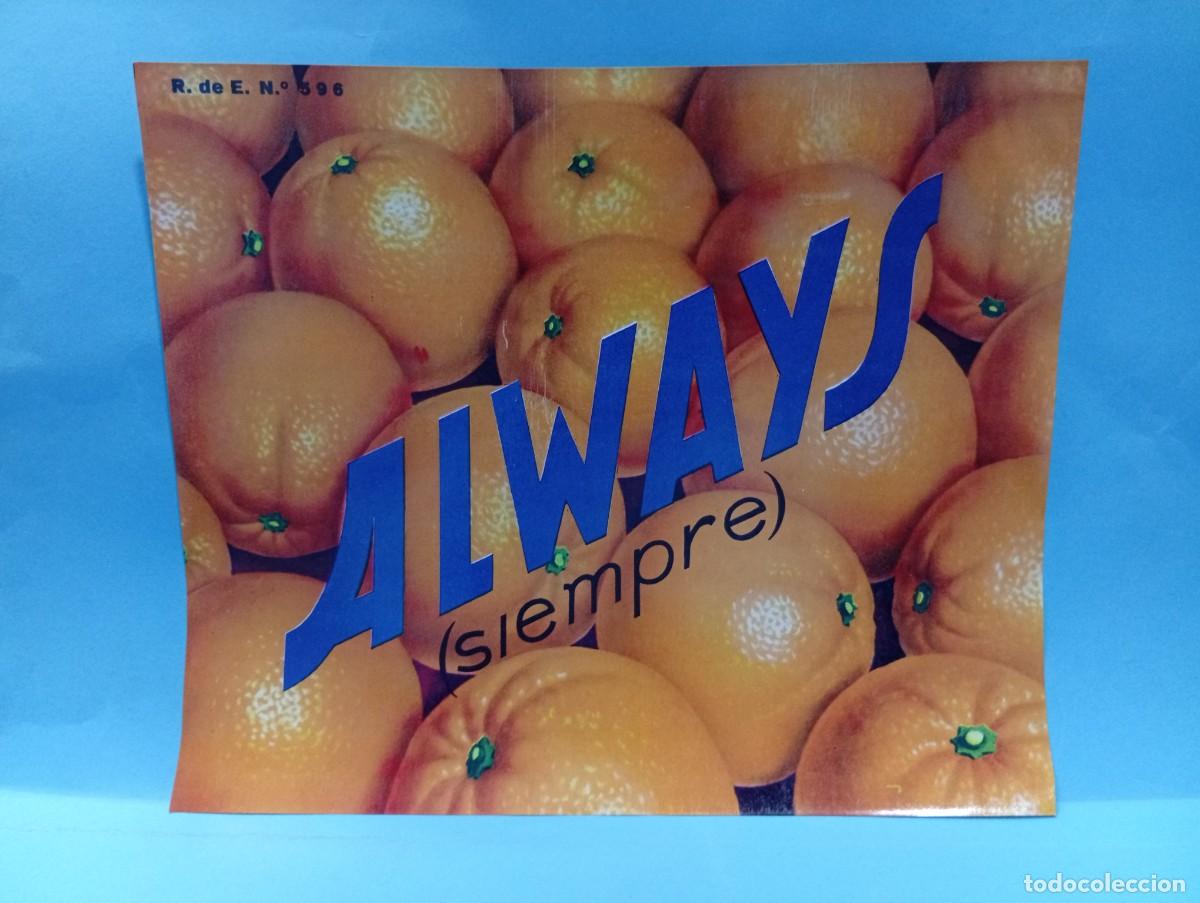 R. de E. N.º 596
ALWAYS
(siempre)
todocoleccion